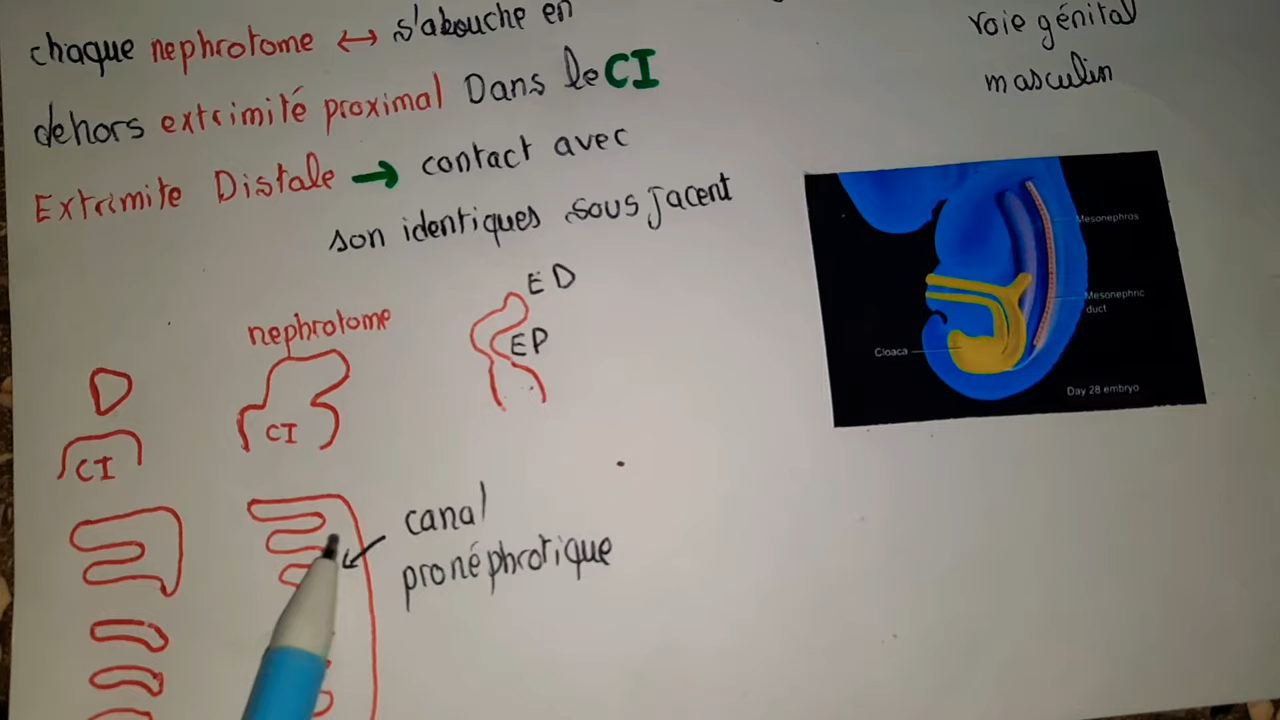 chaque nephrotome ↔ s'abouche en
dehors extrimité proximal Dans le CI
Extrimite Distale → contact avec
son identiques sous jacent
voie génital
masculin
nephrotome
CI
CI
ED
EP
canal
pronéphrotique
Mesonephros
Mesonephric
duct
Cloaca
Day 28 embryo